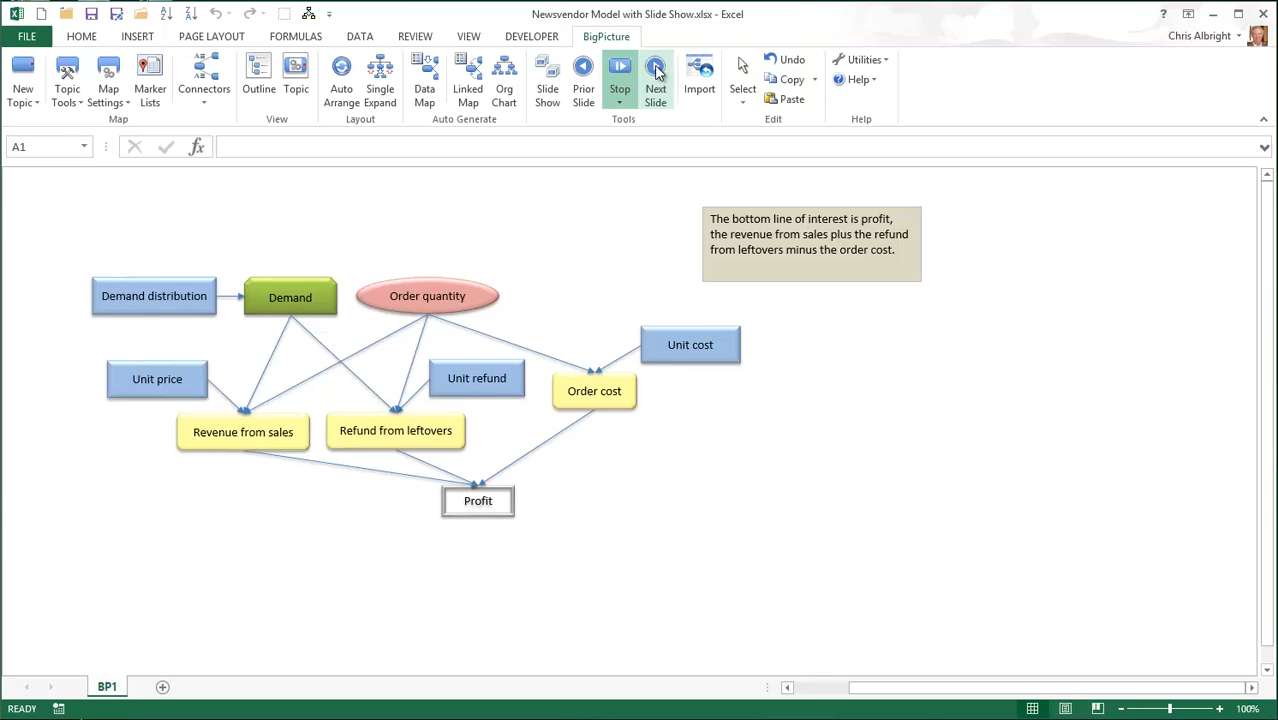 Newsvendor Model with Slide Show.xlsx - Excel
FILE HOME INSERT PAGE LAYOUT FORMULAS DATA REVIEW VIEW DEVELOPER BigPicture Chris Albright
New Topic
Topic Tools
Map Settings
Marker Lists
Connectors
Outline
Topic
Auto Arrange
Single Expand
Data Map
Linked Map
Org Chart
Slide Show
Prior Slide
Stop
Next Slide
Import
Select
Undo
Copy
Paste
Utilities
Help
Map View Layout Auto Generate Tools Edit Help
A1 fx
The bottom line of interest is profit,
the revenue from sales plus the refund
from leftovers minus the order cost.
Demand distribution
Demand
Order quantity
Unit cost
Unit price
Unit refund
Order cost
Revenue from sales
Refund from leftovers
Profit
BP1
READY 100%